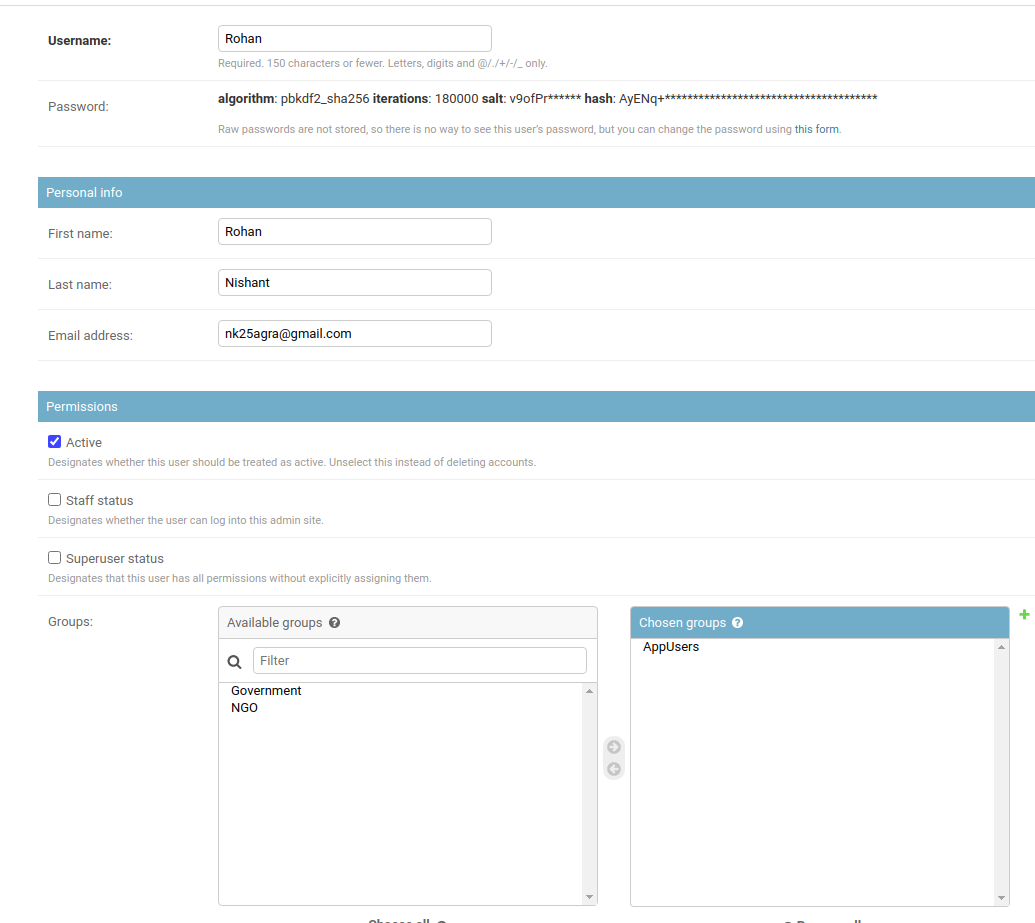 Username:
Rohan
Required. 150 characters or fewer. Letters, digits and @/./+/-/_ only.
Password:
algorithm: pbkdf2_sha256 iterations: 180000 salt: v9ofPr****** hash: AyENq+**************************************
Raw passwords are not stored, so there is no way to see this user's password, but you can change the password using this form.
Personal info
First name:
Rohan
Last name:
Nishant
Email address:
nk25agra@gmail.com
Permissions
Active
Designates whether this user should be treated as active. Unselect this instead of deleting accounts.
Staff status
Designates whether the user can log into this admin site.
Superuser status
Designates that this user has all permissions without explicitly assigning them.
Groups:
Available groups ?
Filter
Government
NGO
Chosen groups ?
AppUsers